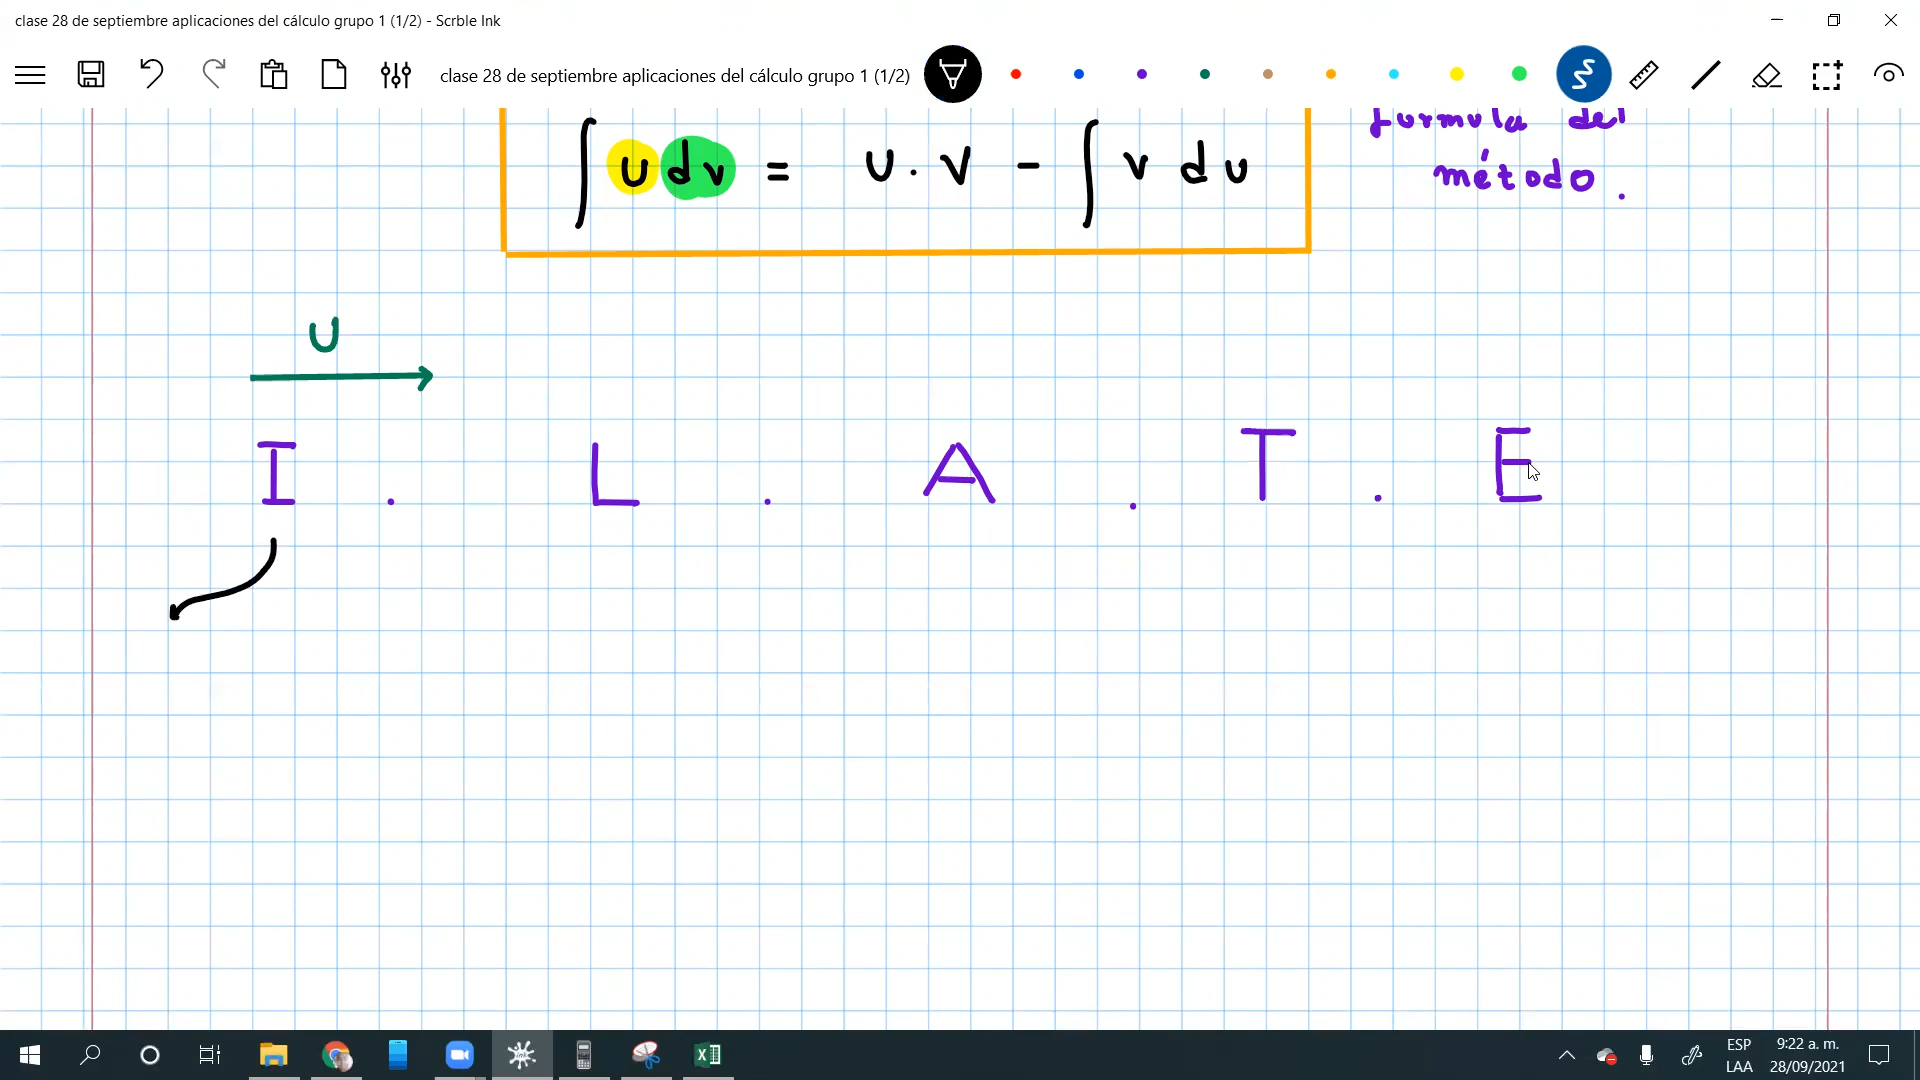 clase 28 de septiembre aplicaciones del cálculo grupo 1 (1/2) - Scrble Ink
clase 28 de septiembre aplicaciones del cálculo grupo 1 (1/2)
∫ u dv = u . v - ∫ v du
formula del
método.
U
I . L . A . T . E
ESP
LAA
9:22 a. m.
28/09/2021